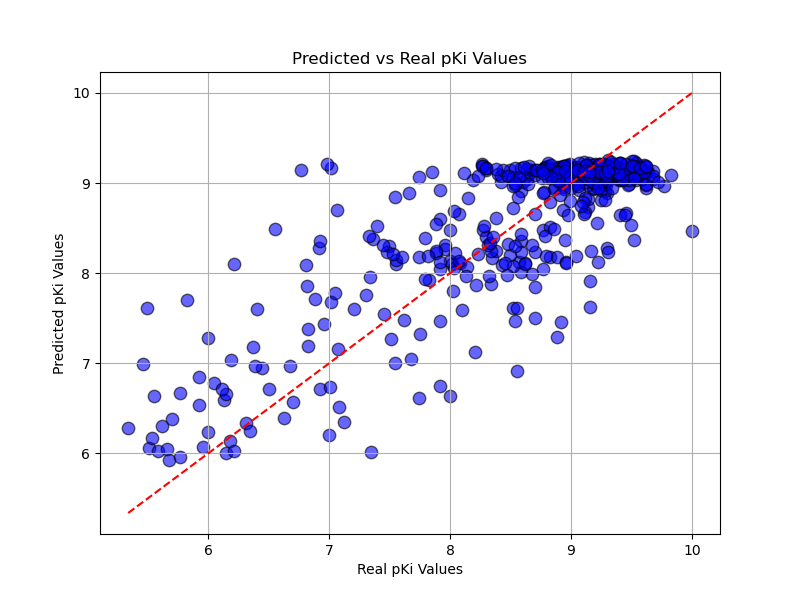 Predicted vs Real pKi Values
Predicted pKi Values
10
9
8
7
6
6 7 8 9 10
Real pKi Values